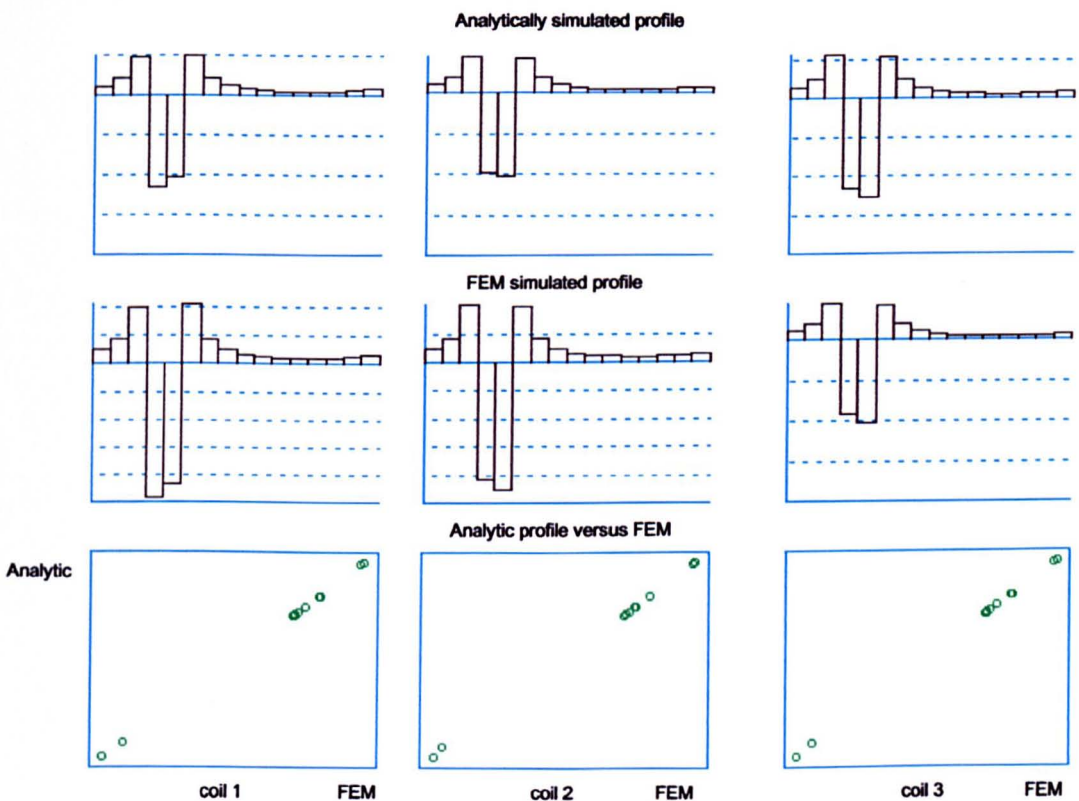 Analytically simulated profile
FEM simulated profile
Analytic profile versus FEM
Analytic
coil 1 FEM coil 2 FEM coil 3 FEM